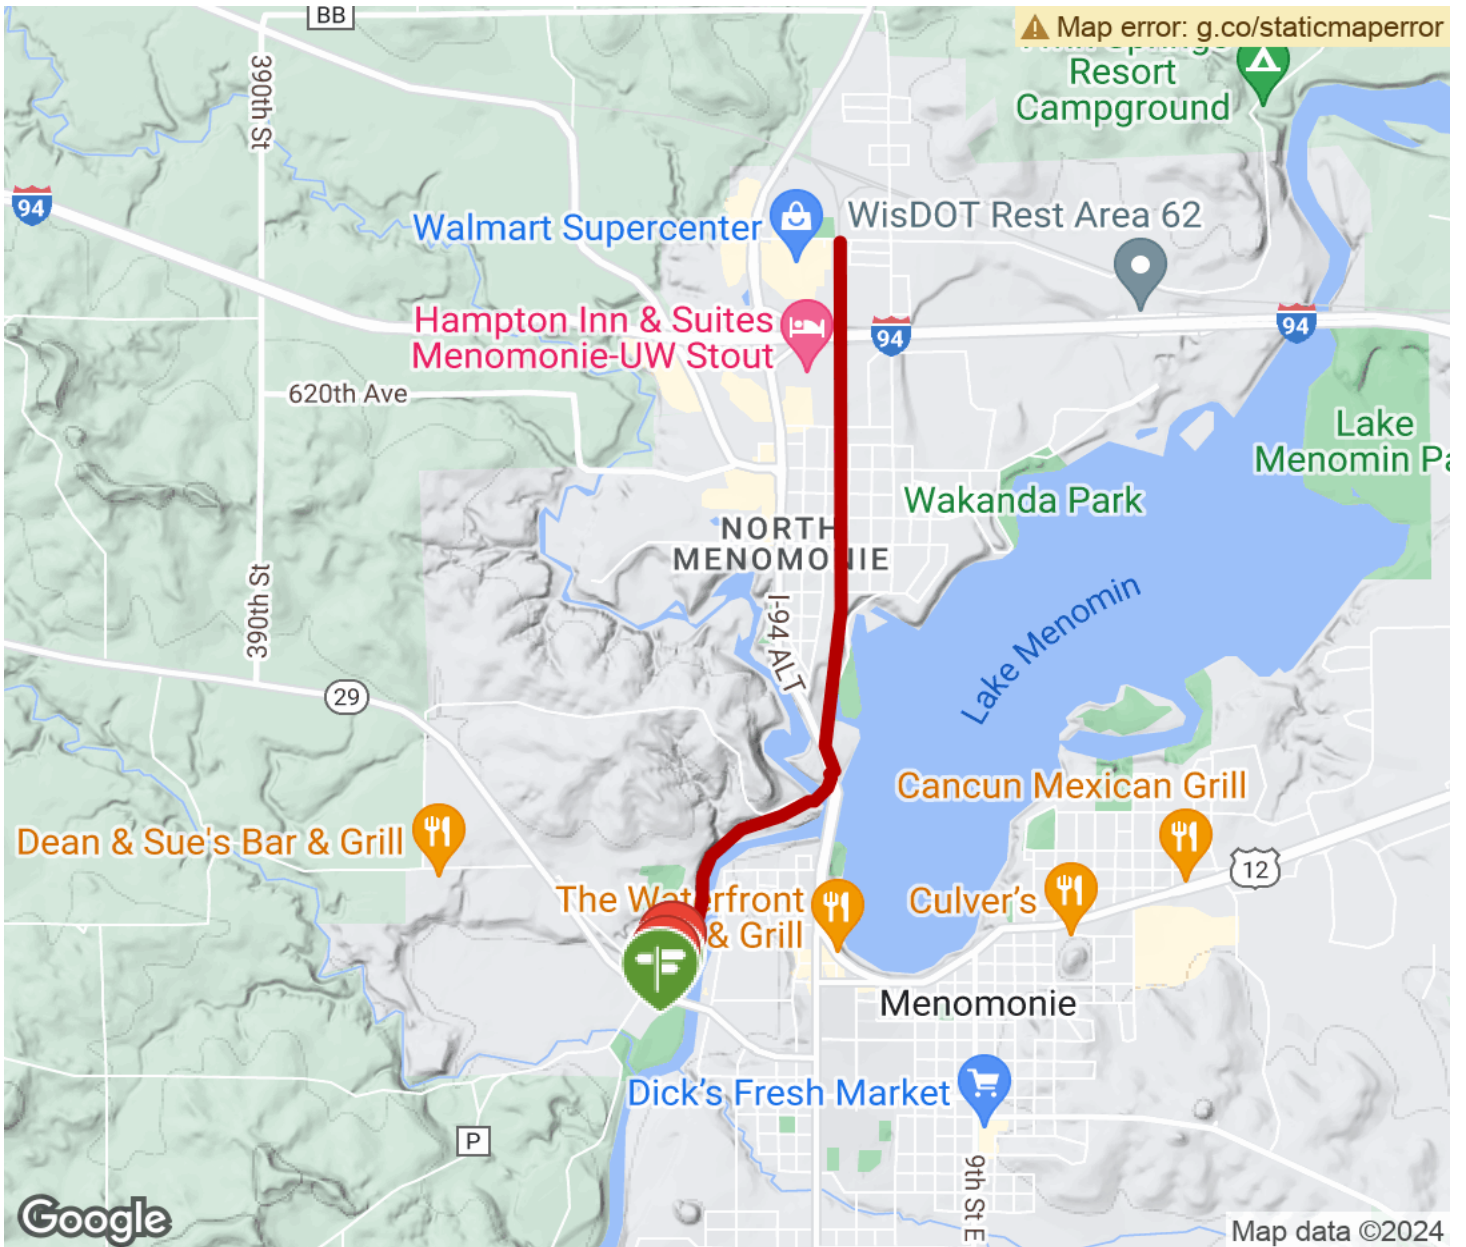 BB
Map error: g.co/staticmaperror
Resort
Campground
390th St
94
Walmart Supercenter
WisDOT Rest Area 62
Hampton Inn & Suites
Menomonie-UW Stout
94
94
620th Ave
Lake
Menomin Pa
Wakanda Park
NORTH
MENOMONIE
390th St
I-94 ALT
Lake Menomin
29
Cancun Mexican Grill
Dean & Sue's Bar & Grill
12
The Waterfront
& Grill
Culver's
Menomonie
Dick's Fresh Market
P
9th St E
Google
Map data ©2024